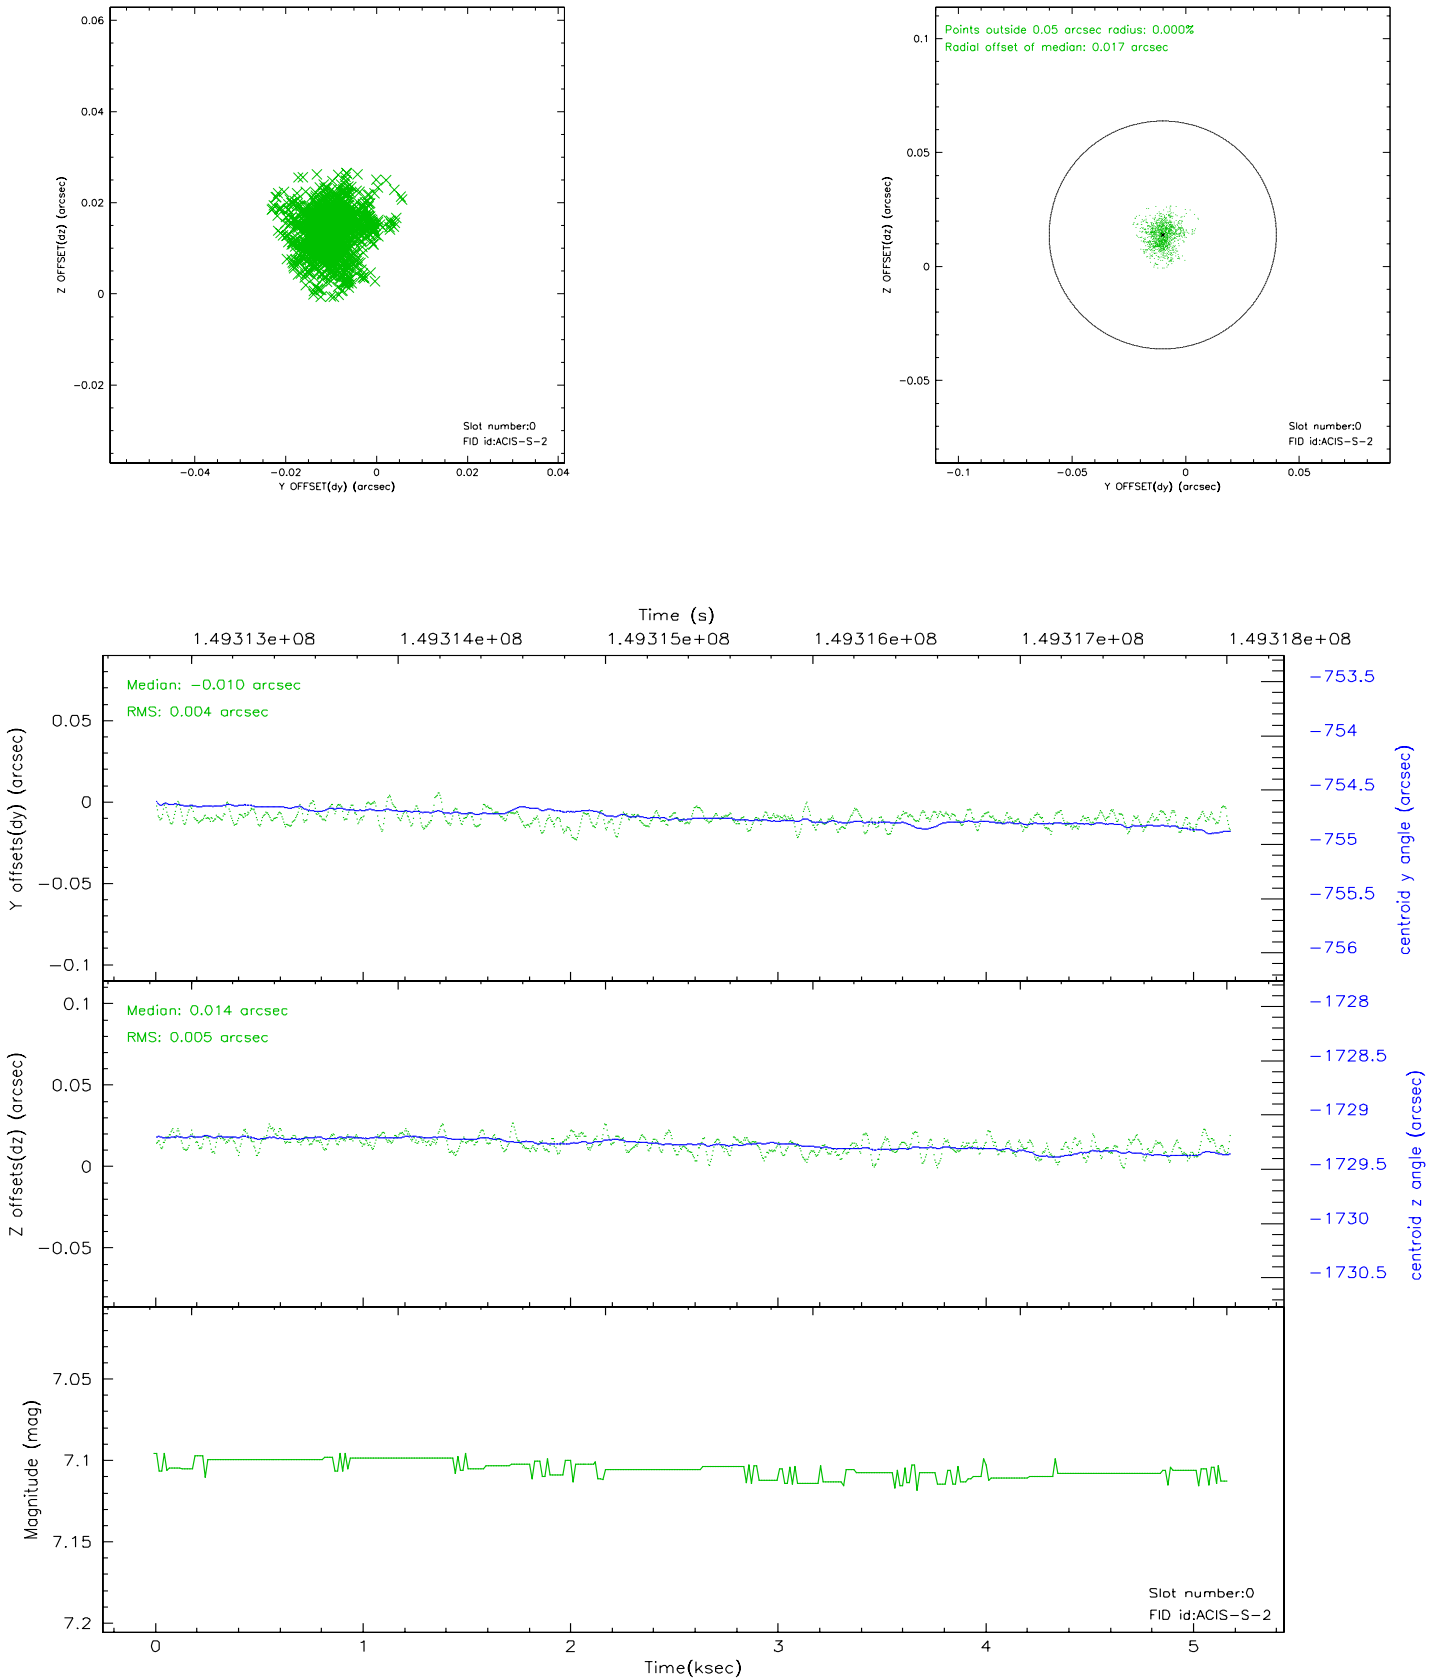 0.06
0.04
0.02
0
−0.02
Z OFFSET(dz) (arcsec)
Slot number:0
FID id:ACIS−S−2
−0.04 −0.02 0 0.02 0.04
Y OFFSET(dy) (arcsec)
Points outside 0.05 arcsec radius: 0.000%
Radial offset of median: 0.017 arcsec
0.1
0.05
0
−0.05
Z OFFSET(dz) (arcsec)
Slot number:0
FID id:ACIS−S−2
−0.1 −0.05 0 0.05
Y OFFSET(dy) (arcsec)
Time (s)
1.49313e+08 1.49314e+08 1.49315e+08 1.49316e+08 1.49317e+08 1.49318e+08
Median: −0.010 arcsec
RMS: 0.004 arcsec
0.05
0
−0.05
−0.1
Y offsets(dy) (arcsec)
−753.5
−754
−754.5
−755
−755.5
−756
centroid y angle (arcsec)
Median: 0.014 arcsec
RMS: 0.005 arcsec
0.1
0.05
0
−0.05
Z offsets(dz) (arcsec)
−1728
−1728.5
−1729
−1729.5
−1730
−1730.5
centroid z angle (arcsec)
7.05
7.1
7.15
7.2
Magnitude (mag)
Slot number:0
FID id:ACIS−S−2
0 1 2 3 4 5
Time(ksec)